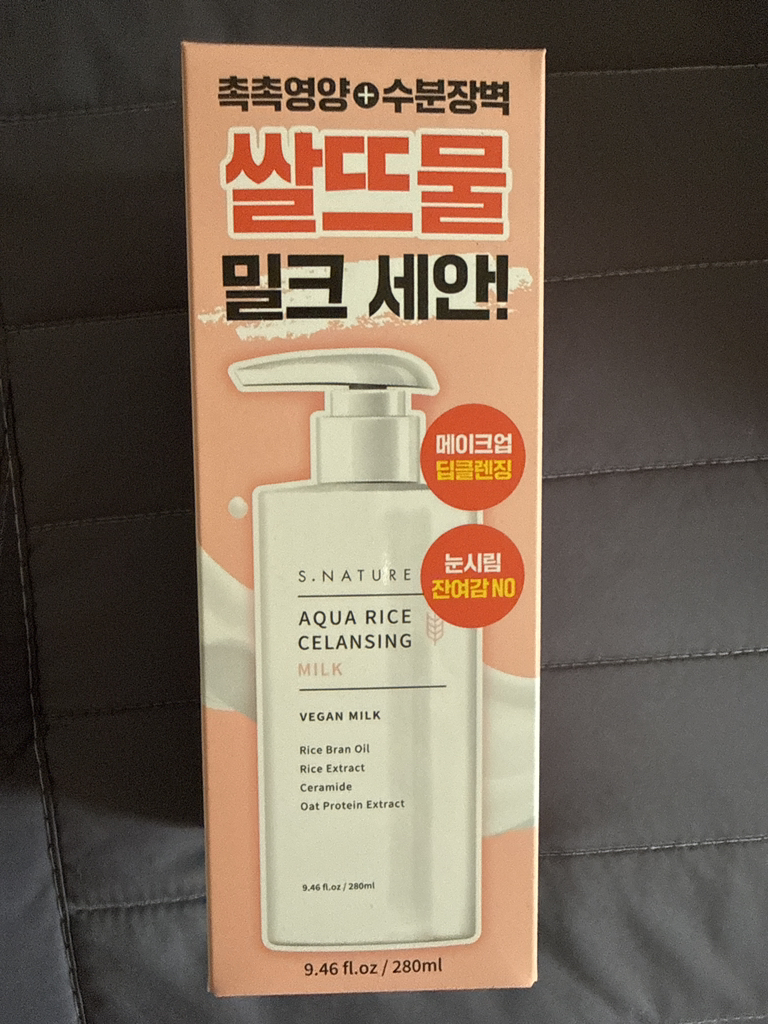 촉촉영양+수분장벽
쌀뜨물
밀크 세안!
메이크업
딥클렌징
눈시림
잔여감 NO
S.NATURE
AQUA RICE
CELANSING
MILK
VEGAN MILK
Rice Bran Oil
Rice Extract
Ceramide
Oat Protein Extract
9.46 fl.oz / 280ml
9.46 fl.oz / 280ml